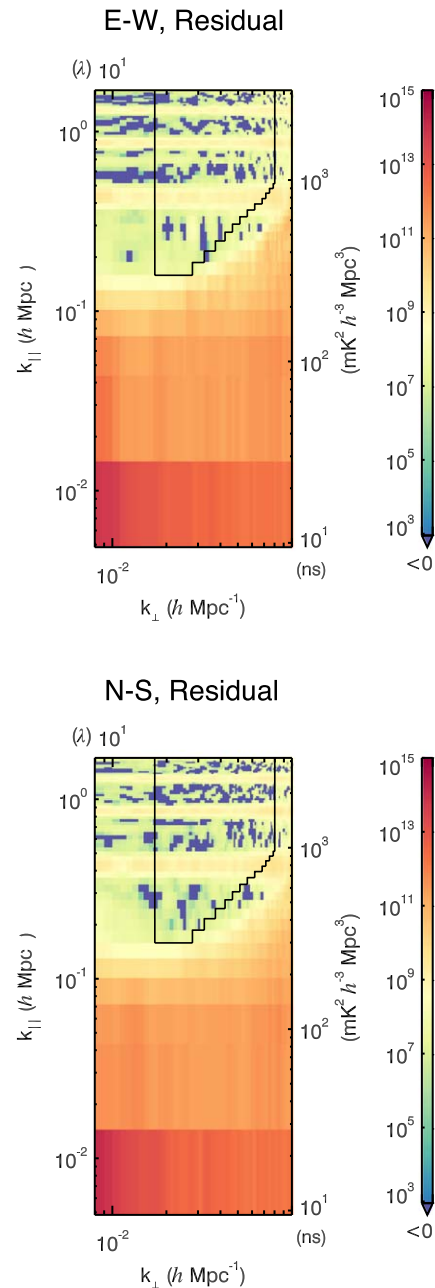 E-W, Residual
(λ) 10¹
10⁰
10⁻¹
10⁻²
k|| (ℎ Mpc )
10³
10²
10¹
(ns)
10⁻²
k⊥ (ℎ Mpc⁻¹)
(mK² ℎ⁻³ Mpc³)
10¹⁵
10¹³
10¹¹
10⁹
10⁷
10⁵
10³
<0
N-S, Residual
(λ) 10¹
10⁰
10⁻¹
10⁻²
k|| (ℎ Mpc )
10³
10²
10¹
(ns)
10⁻²
k⊥ (ℎ Mpc⁻¹)
(mK² ℎ⁻³ Mpc³)
10¹⁵
10¹³
10¹¹
10⁹
10⁷
10⁵
10³
<0